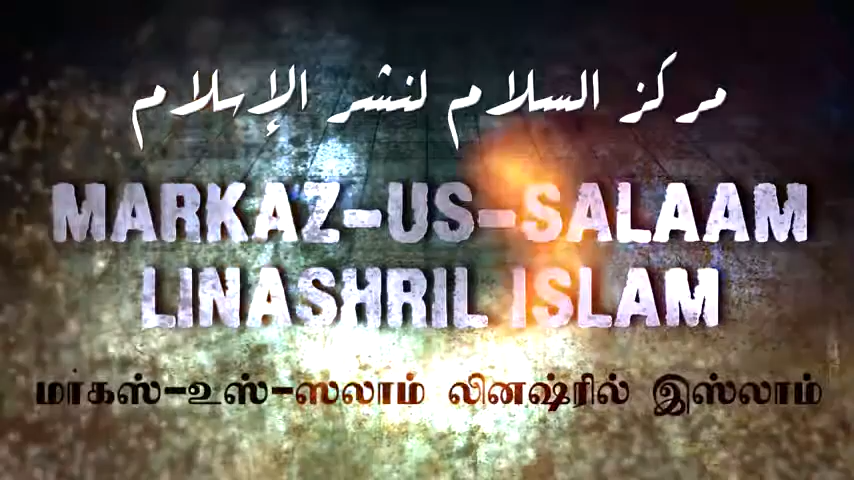 مركز السلام لنشر الإسلام
MARKAZ-US-SALAAM
LINASHRIL ISLAM
மர்கஸ்-உஸ்-ஸலாம் லினஷ்ரில் இஸ்லாம்